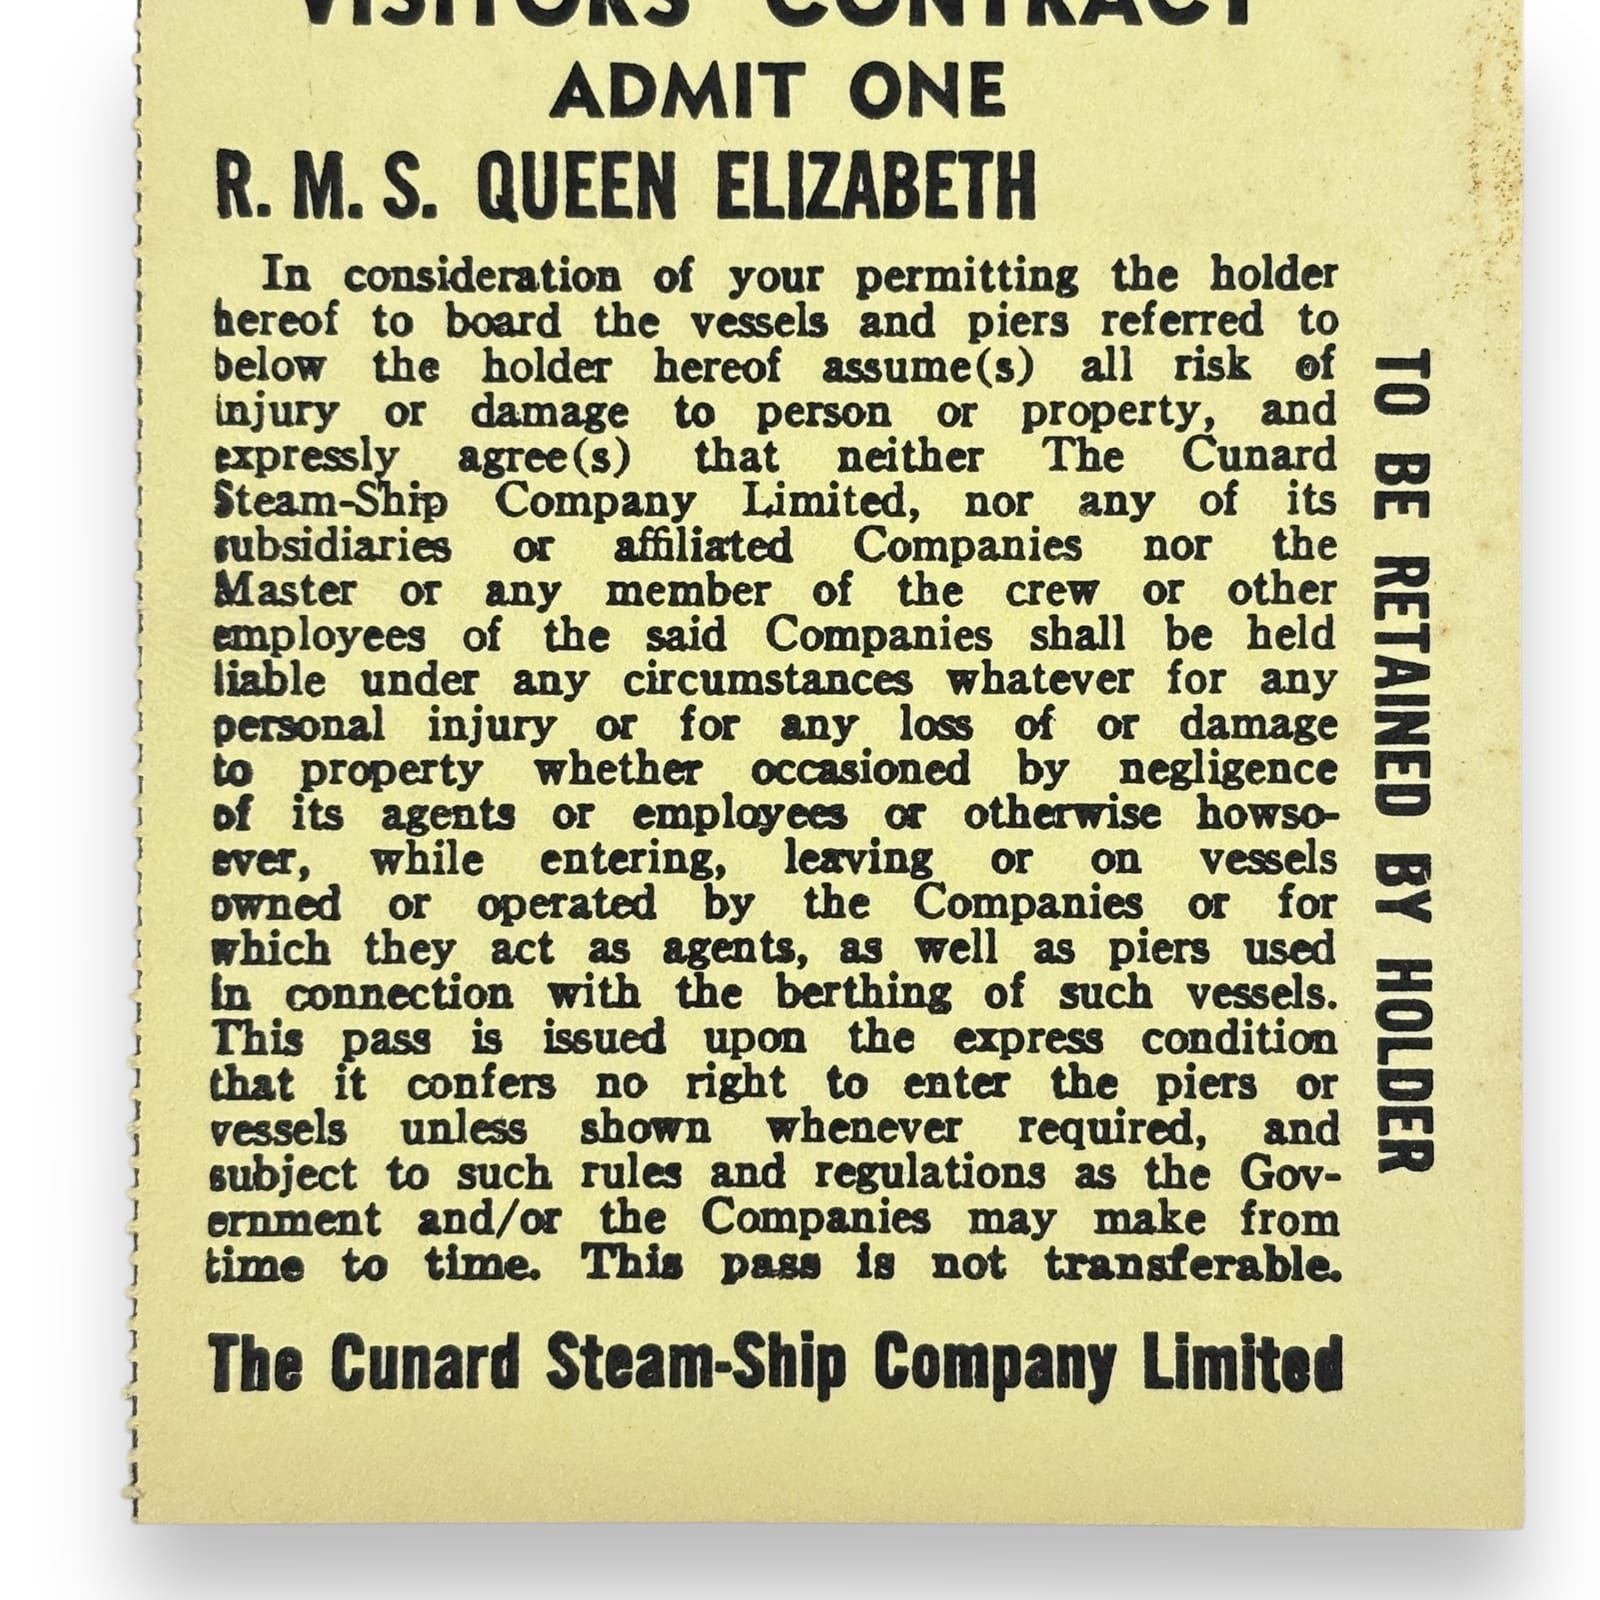 VISITORS' CONTRACT
ADMIT ONE
R. M. S. QUEEN ELIZABETH
In consideration of your permitting the holder
hereof to board the vessels and piers referred to
below the holder hereof assume(s) all risk of
injury or damage to person or property, and
expressly agree(s) that neither The Cunard
Steam-Ship Company Limited, nor any of its
subsidiaries or affiliated Companies nor the
Master or any member of the crew or other
employees of the said Companies shall be held
liable under any circumstances whatever for any
personal injury or for any loss of or damage
to property whether occasioned by negligence
of its agents or employees or otherwise howso-
ever, while entering, leaving or on vessels
owned or operated by the Companies or for
which they act as agents, as well as piers used
in connection with the berthing of such vessels.
This pass is issued upon the express condition
that it confers no right to enter the piers or
vessels unless shown whenever required, and
subject to such rules and regulations as the Gov-
ernment and/or the Companies may make from
time to time. This pass is not transferable.
The Cunard Steam-Ship Company Limited
TO BE RETAINED BY HOLDER